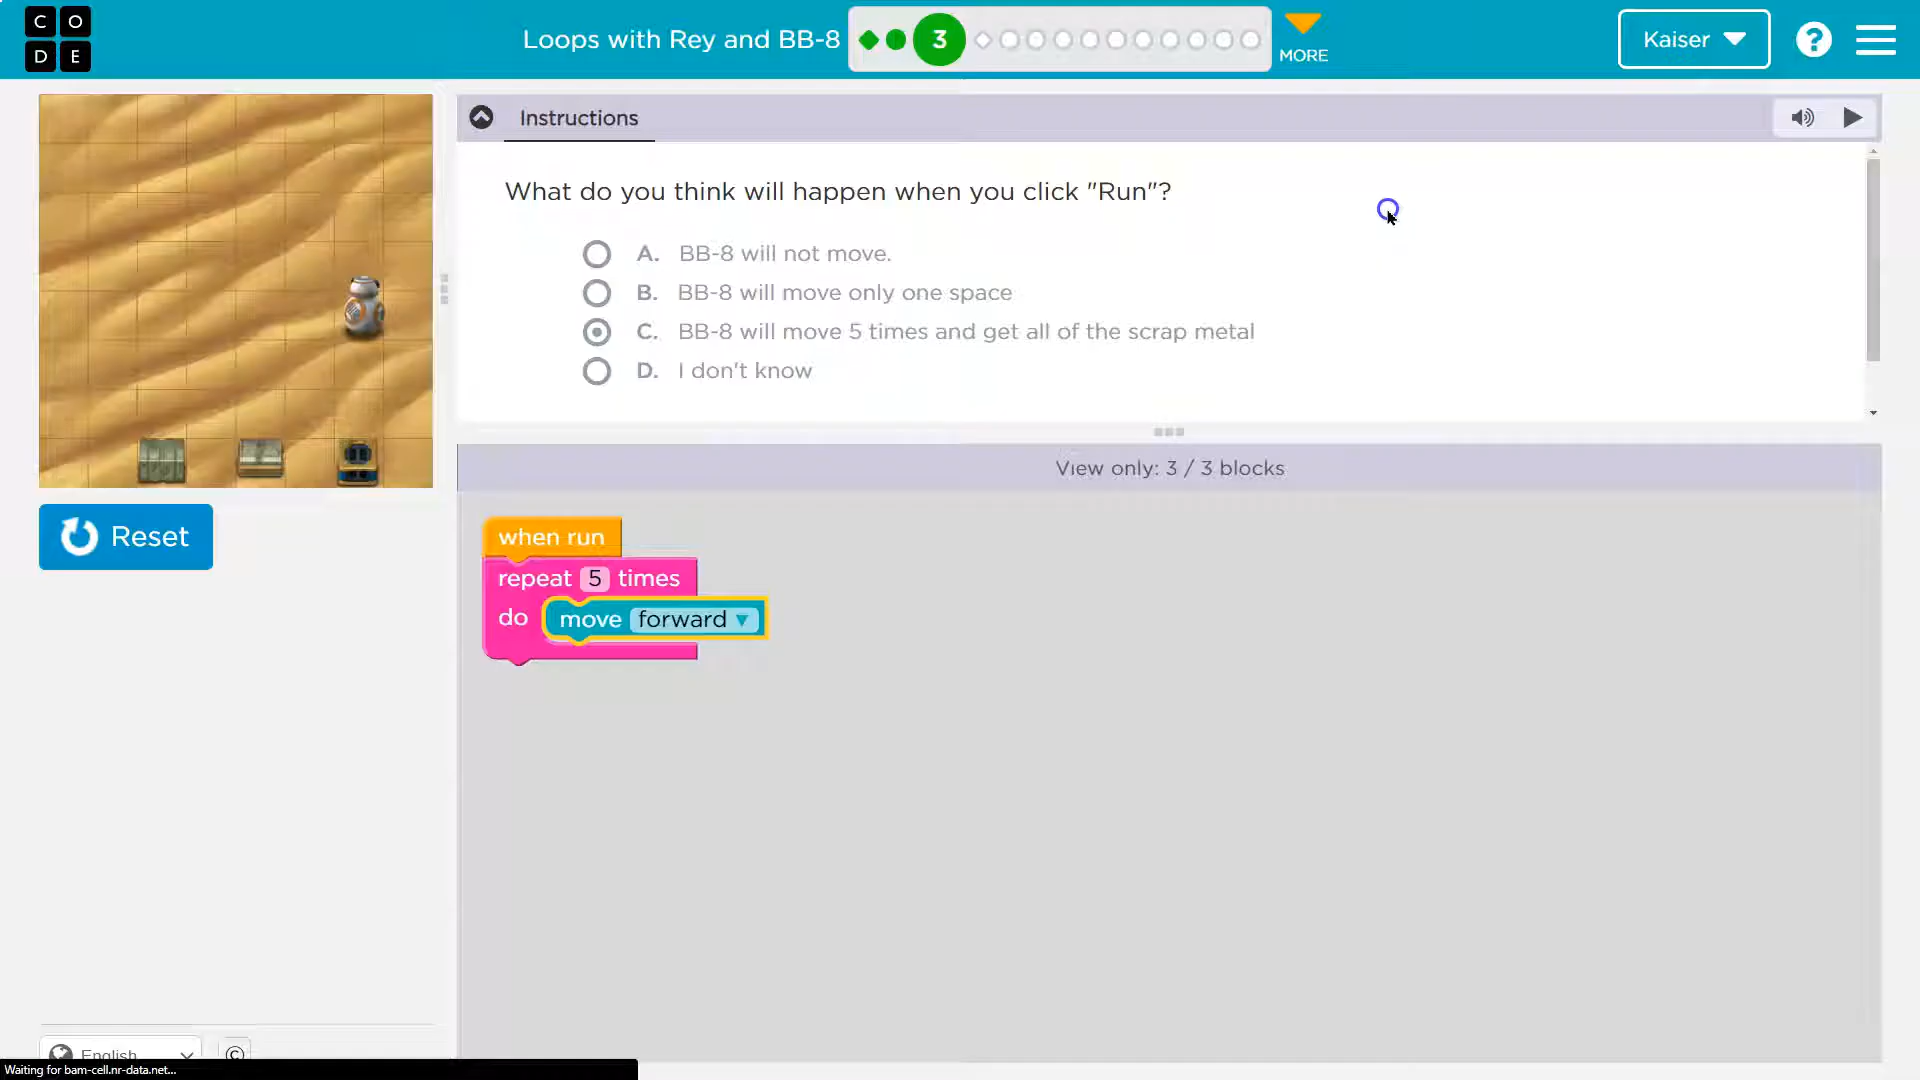 C O
D E
Loops with Rey and BB-8
3
MORE
Kaiser
?
Instructions
What do you think will happen when you click "Run"?
A. BB-8 will not move.
B. BB-8 will move only one space
C. BB-8 will move 5 times and get all of the scrap metal
D. I don't know
View only: 3 / 3 blocks
Reset
when run
repeat 5 times
do move forward
English
©
Waiting for bam-cell.nr-data.net...